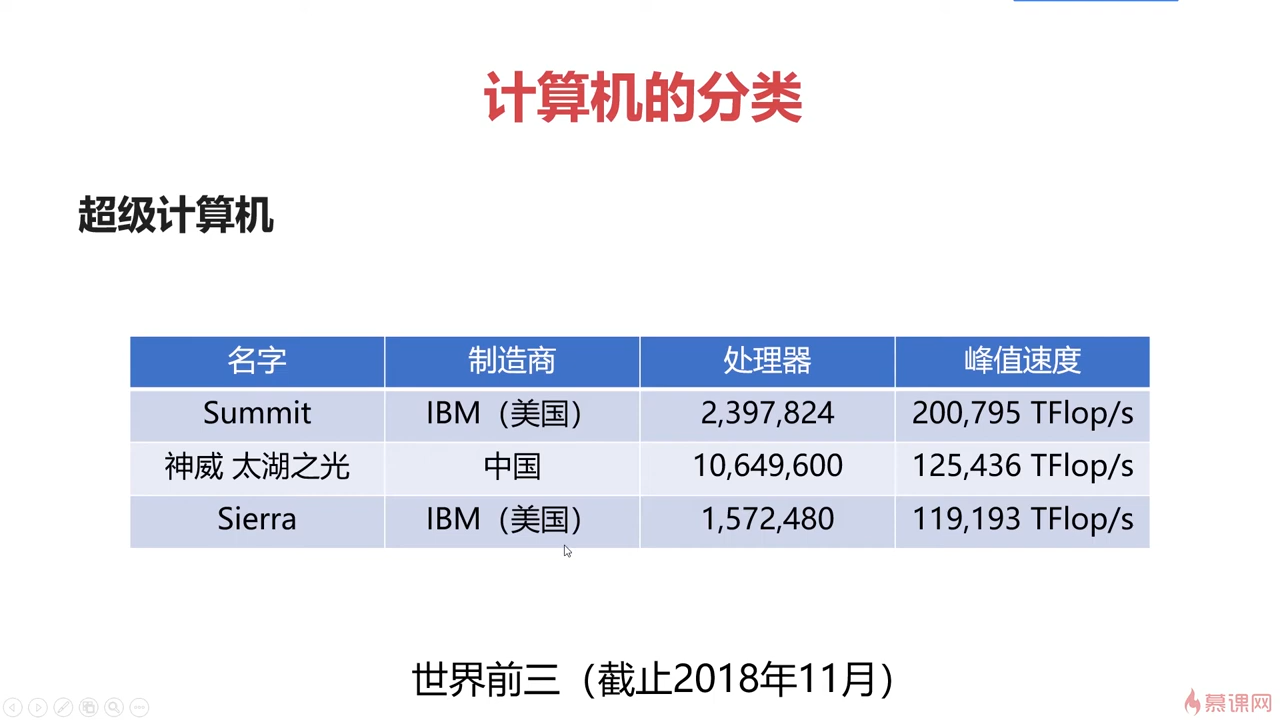 计算机的分类
超级计算机
名字 制造商 处理器 峰值速度
Summit IBM（美国） 2,397,824 200,795 TFlop/s
神威 太湖之光 中国 10,649,600 125,436 TFlop/s
Sierra IBM（美国） 1,572,480 119,193 TFlop/s
世界前三（截止2018年11月）
慕课网